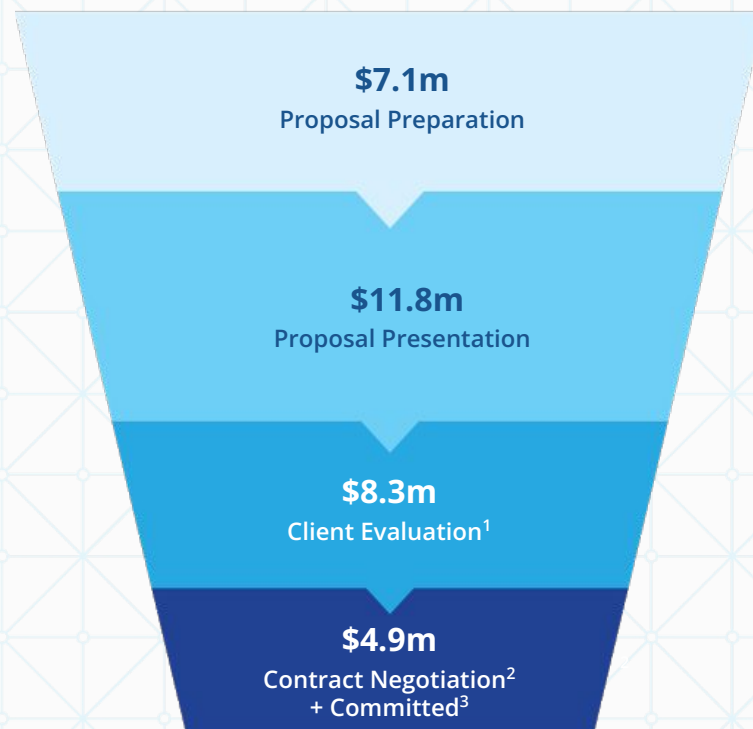 $7.1m
Proposal Preparation
$11.8m
Proposal Presentation
$8.3m
Client Evaluation¹
$4.9m
Contract Negotiation²
+ Committed³